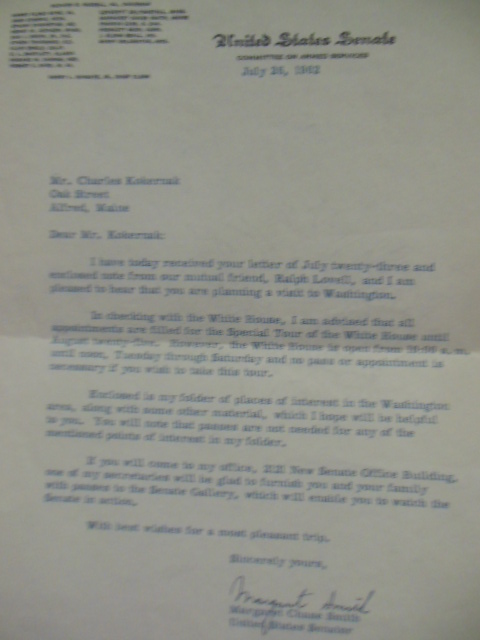 United States Senate
COMMITTEE ON ARMED SERVICES
July 26, 1962
Mr. Charles Kokernak
Oak Street
Alfred, Maine
Dear Mr. Kokernak:
I have today received your letter of July twenty-three and
enclosed note from our mutual friend, Ralph Lowell, and I am
pleased to hear that you are planning a visit to Washington.
In checking with the White House, I am advised that all
appointments are filled for the Special Tour of the White House until
August twenty-five. However, the White House is open from 10:00 a. m.
until noon, Tuesday through Saturday and no pass or appointment is
necessary if you wish to take this tour.
Enclosed is my folder of places of interest in the Washington
area, along with some other material, which I hope will be helpful
to you. You will note that passes are not needed for any of the
mentioned points of interest in my folder.
If you will come to my office, New Senate Office Building,
one of my secretaries will be glad to furnish you and your family
with passes to the Senate Gallery, which will enable you to watch the
Senate in action.
With best wishes for a most pleasant trip.
Sincerely yours,
Margaret Smith
Margaret Chase Smith
United States Senator